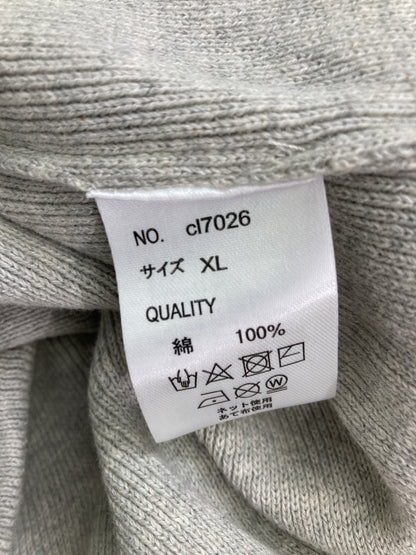 NO. cl7026
サイズ XL
QUALITY
綿 100%
W
ネット使用
あて布使用